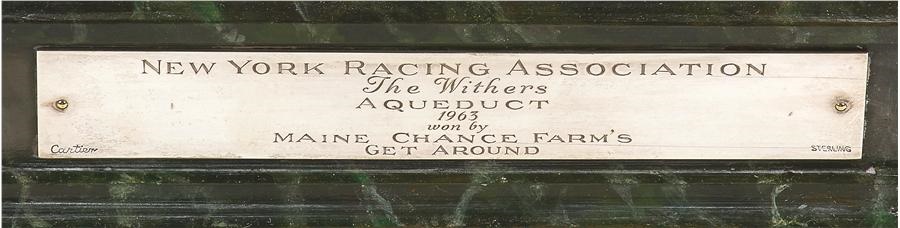 NEW YORK RACING ASSOCIATION
The Withers
AQUEDUCT
1963
won by
MAINE CHANCE FARM'S
GET AROUND
Cartier
STERLING